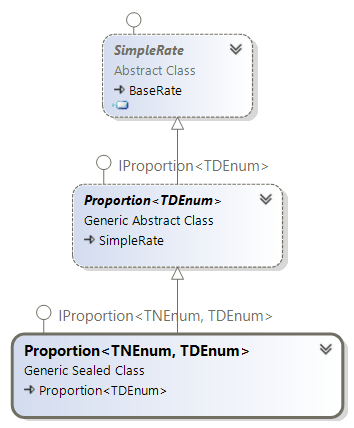 SimpleRate
Abstract Class
BaseRate
IProportion<TDEnum>
Proportion<TDEnum>
Generic Abstract Class
SimpleRate
IProportion<TNEnum, TDEnum>
Proportion<TNEnum, TDEnum>
Generic Sealed Class
Proportion<TDEnum>